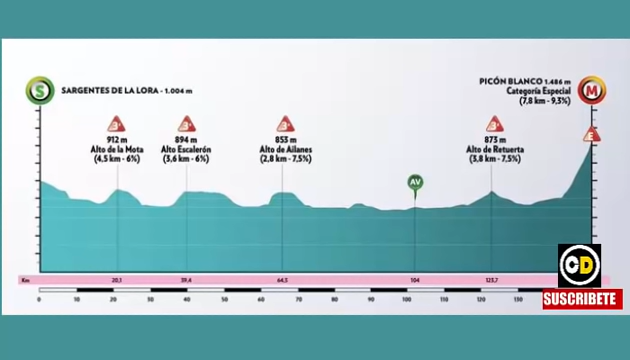 S
SARGENTES DE LA LORA - 1.004 m
PICÓN BLANCO 1.486 m
Categoría Especial
(7,8 km - 9,3%)
M
3ª
912 m
Alto de la Mota
(4,5 km - 6%)
3ª
894 m
Alto Escalerón
(3,6 km - 6%)
3ª
853 m
Alto de Ailanes
(2,8 km - 7,5%)
3ª
873 m
Alto de Retuerta
(3,8 km - 7,5%)
E
AV
CD
SUSCRIBETE
Km 20,1 39,4 64,5 104 123,7
0 10 20 30 40 50 60 70 80 90 100 110 120 130